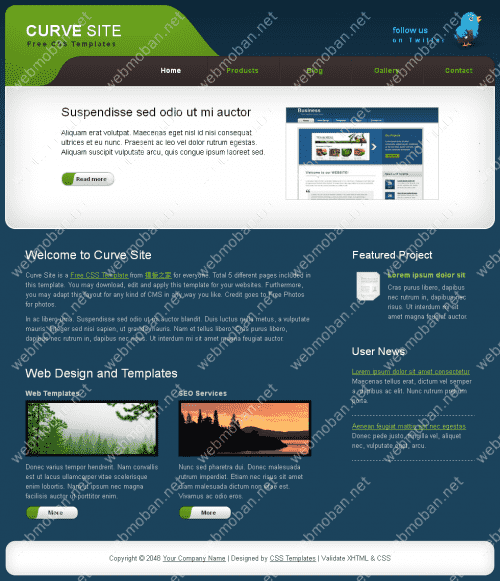 CURVE SITE
Free CSS Templates
follow us
on Twitter
Home Products Blog Gallery Contact
Suspendisse sed odio ut mi auctor
Aliquam erat volutpat. Maecenas eget nisl id nisi consequat
ultrices et eu nunc. Praesent ac leo vel dolor rutrum egestas.
Aliquam suscipit vulputate arcu, quis congue ipsum laoreet sed.
Read more
Business
Welcome to our WEBSITE!
Welcome to Curve Site
Curve Site is a Free CSS Template from 模板之家 for everyone. Total 5 different pages included in
this template. You may download, edit and apply this template for your websites. Furthermore,
you may adapt this layout for any kind of CMS in any way you like. Credit goes to Free Photos
for photos.
In ac libero urna. Suspendisse sed odio ut mi auctor blandit. Duis luctus nulla metus, a vulputate
mauris. Integer sed nisi sapien, ut gravida mauris. Nam et tellus libero. Cras purus libero,
dapibus nec rutrum in, dapibus nec risus. Ut interdum mi sit amet magna feugiat auctor.
Web Design and Templates
Web Templates
Donec varius tempor hendrerit. Nam convallis
est ut lacus ullamcorper vitae scelerisque
enim lobortis. Nam ut ipsum nec magna
facilisis auctor ut porttitor enim.
More
SEO Services
Nunc sed pharetra dui. Donec malesuada
rutrum imperdiet. Etiam nec risus sit amet
diam malesuada dictum non vitae est.
Vivamus ac odio eros.
More
Featured Project
Lorem ipsum dolor sit
Cras purus libero, dapibus
nec rutrum in, dapibus nec
risus. Ut interdum mi sit
amet magna feugiat auctor.
User News
Lorem ipsum dolor sit amet consectetur
Maecenas tellus erat, dictum vel semper
a, dapibus ac elit. Nunc rutrum pretium
porta.
Aenean feugiat mattis est nec egestas
Donec pede justo, fringilla vel, aliquet
nec, vulputate eget, arcu.
Copyright © 2048 Your Company Name | Designed by CSS Templates | Validate XHTML & CSS
webmoban.net